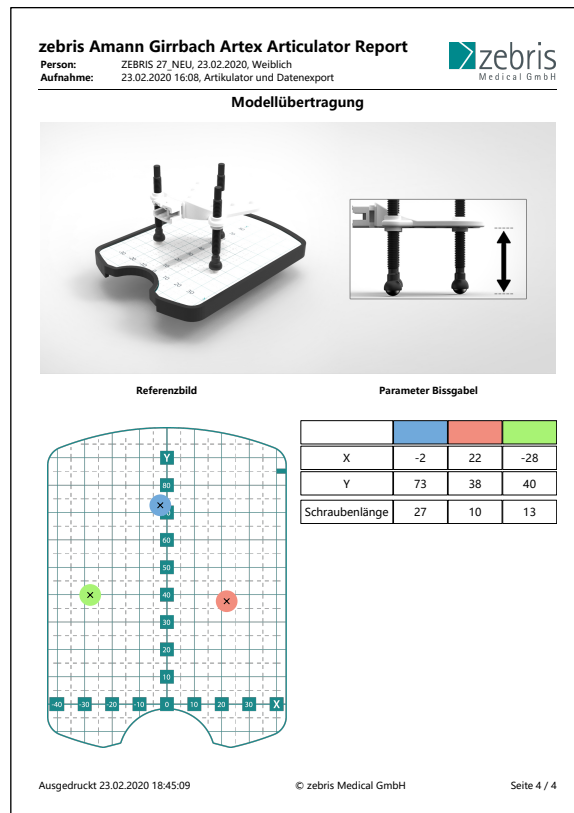 zebris Amann Girrbach Artex Articulator Report
Person: ZEBRIS 27_NEU, 23.02.2020, Weiblich
Aufnahme: 23.02.2020 16:08, Artikulator und Datenexport
zebris
Medical GmbH
Modellübertragung
Referenzbild
Parameter Bissgabel
X -2 22 -28
Y 73 38 40
Schraubenlänge 27 10 13
Y
80
70
60
50
40
30
20
10
-40 -30 -20 -10 0 10 20 30 X
Ausgedruckt 23.02.2020 18:45:09 © zebris Medical GmbH Seite 4 / 4